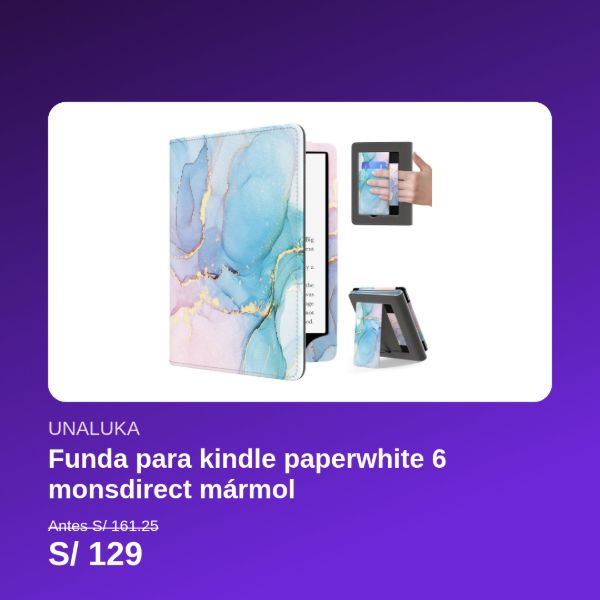 UNALUKA
Funda para kindle paperwhite 6
monsdirect mármol
Antes S/ 161.25
S/ 129